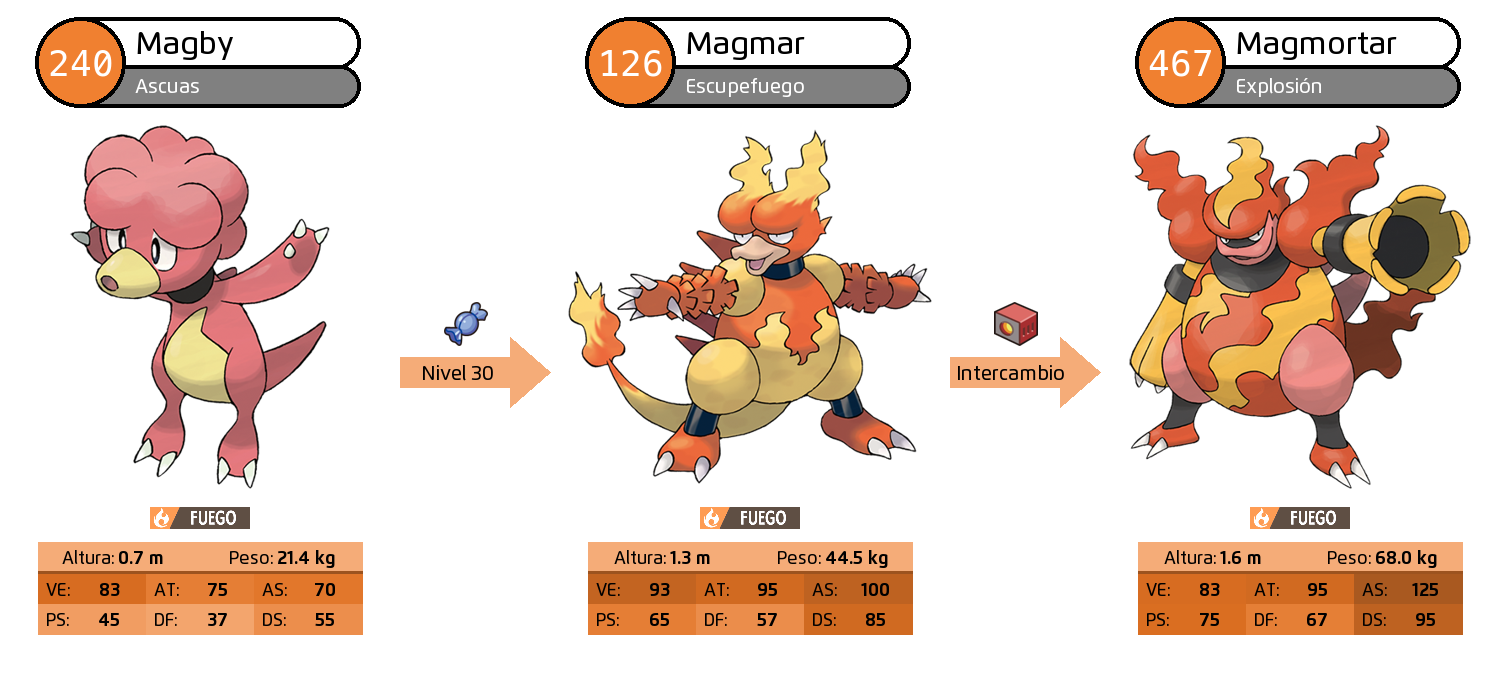 240 Magby
Ascuas
126 Magmar
Escupefuego
467 Magmortar
Explosión
Nivel 30
Intercambio
FUEGO
Altura: 0.7 m Peso: 21.4 kg
VE: 83 AT: 75 AS: 70
PS: 45 DF: 37 DS: 55
FUEGO
Altura: 1.3 m Peso: 44.5 kg
VE: 93 AT: 95 AS: 100
PS: 65 DF: 57 DS: 85
FUEGO
Altura: 1.6 m Peso: 68.0 kg
VE: 83 AT: 95 AS: 125
PS: 75 DF: 67 DS: 95